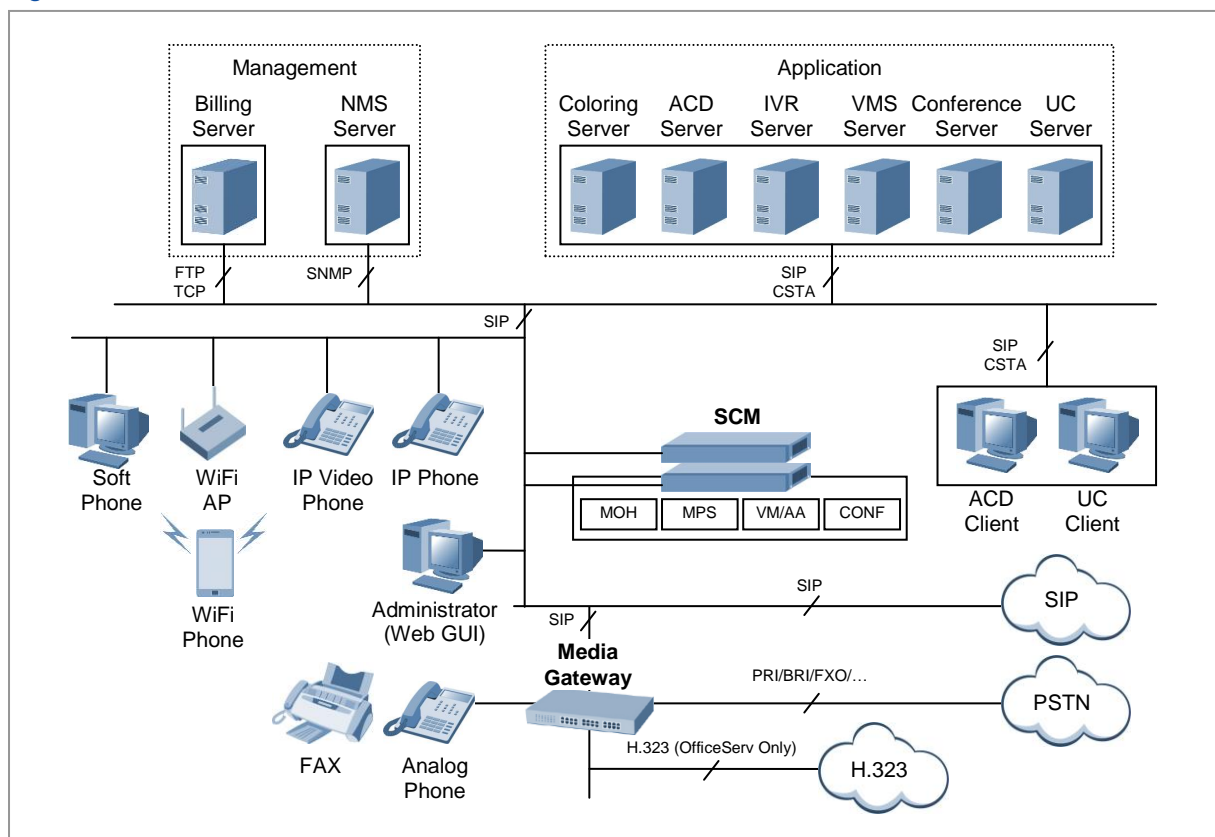 Management
Billing
Server
NMS
Server
Application
Coloring
Server
ACD
Server
IVR
Server
VMS
Server
Conference
Server
UC
Server
FTP
TCP
SNMP
SIP
CSTA
SIP
SIP
CSTA
Soft
Phone
WiFi
AP
IP Video
Phone
IP Phone
WiFi
Phone
SCM
MOH
MPS
VM/AA
CONF
ACD
Client
UC
Client
Administrator
(Web GUI)
SIP
SIP
SIP
Media
Gateway
PRI/BRI/FXO/…
PSTN
FAX
Analog
Phone
H.323 (OfficeServ Only)
H.323